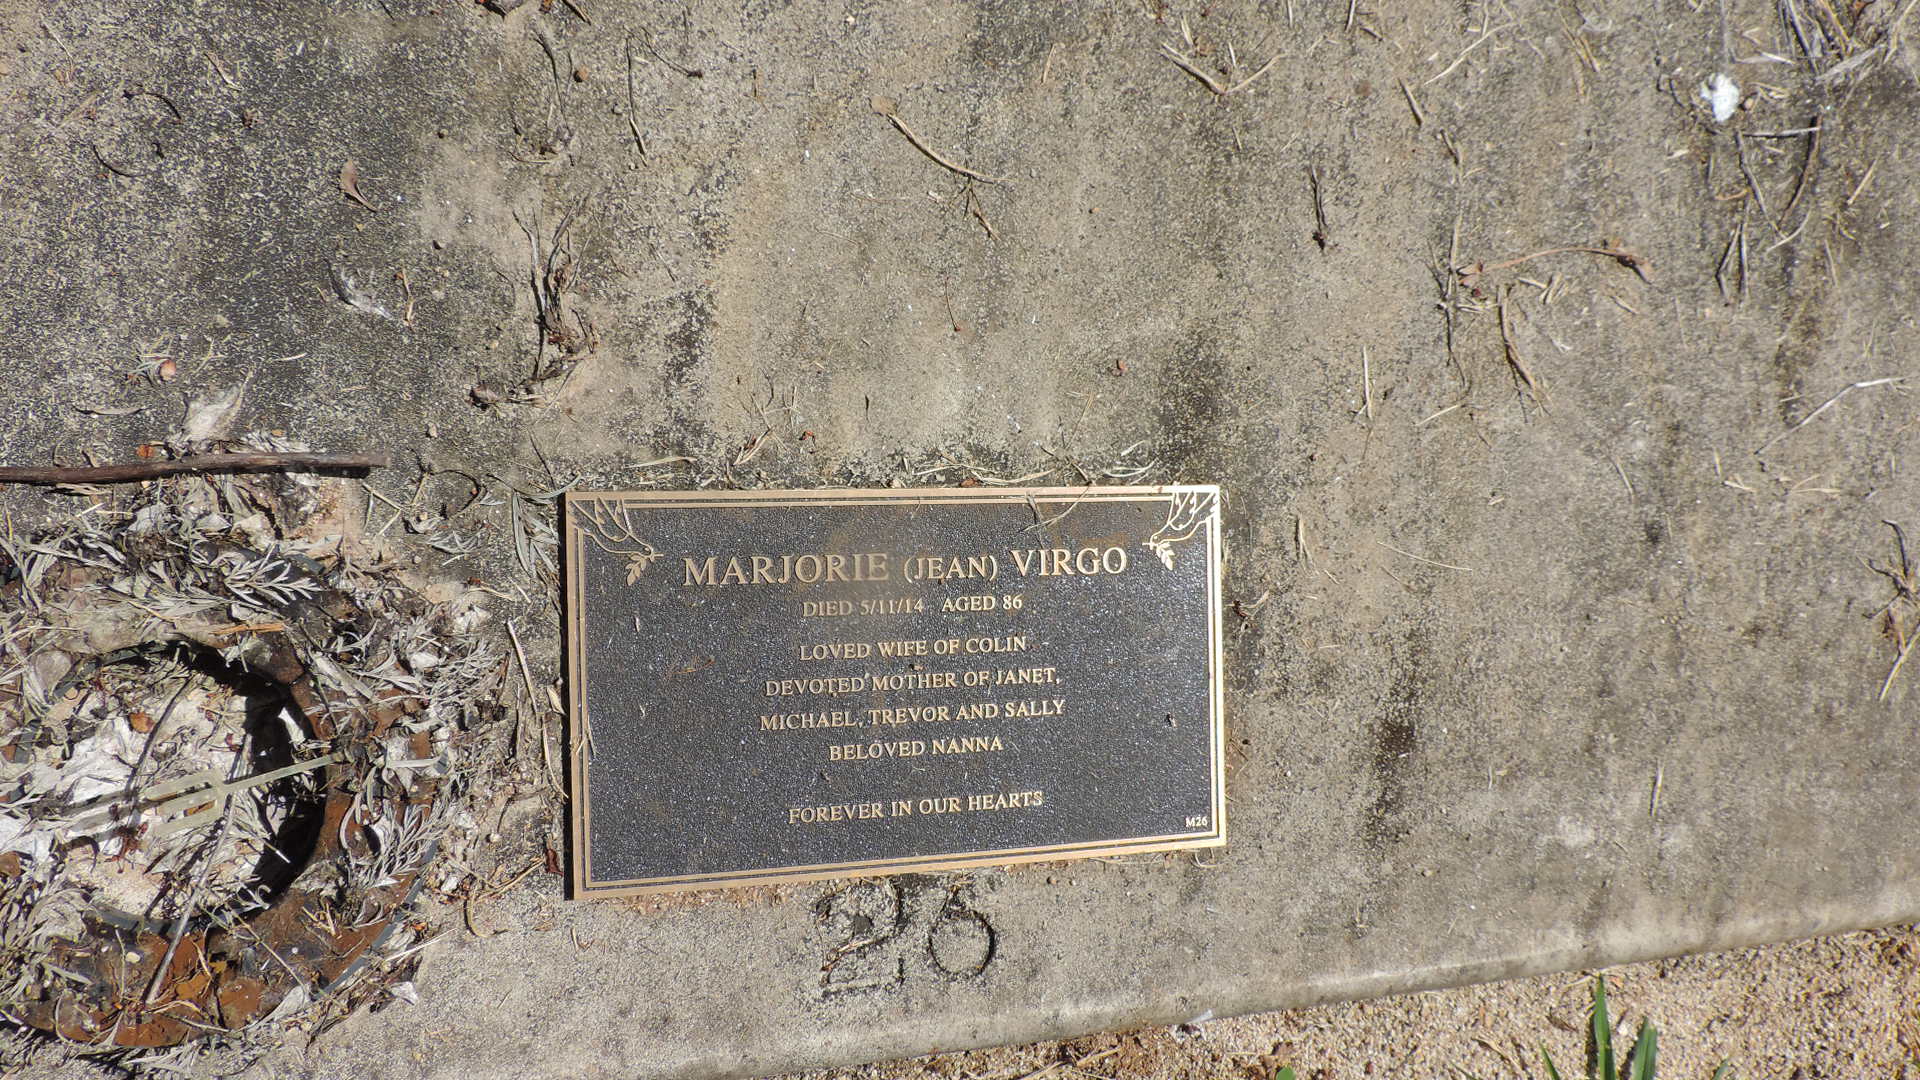 MARJORIE (JEAN) VIRGO
DIED 5/11/14 AGED 86
LOVED WIFE OF COLIN
DEVOTED MOTHER OF JANET,
MICHAEL, TREVOR AND SALLY
BELOVED NANNA
FOREVER IN OUR HEARTS
M26
26